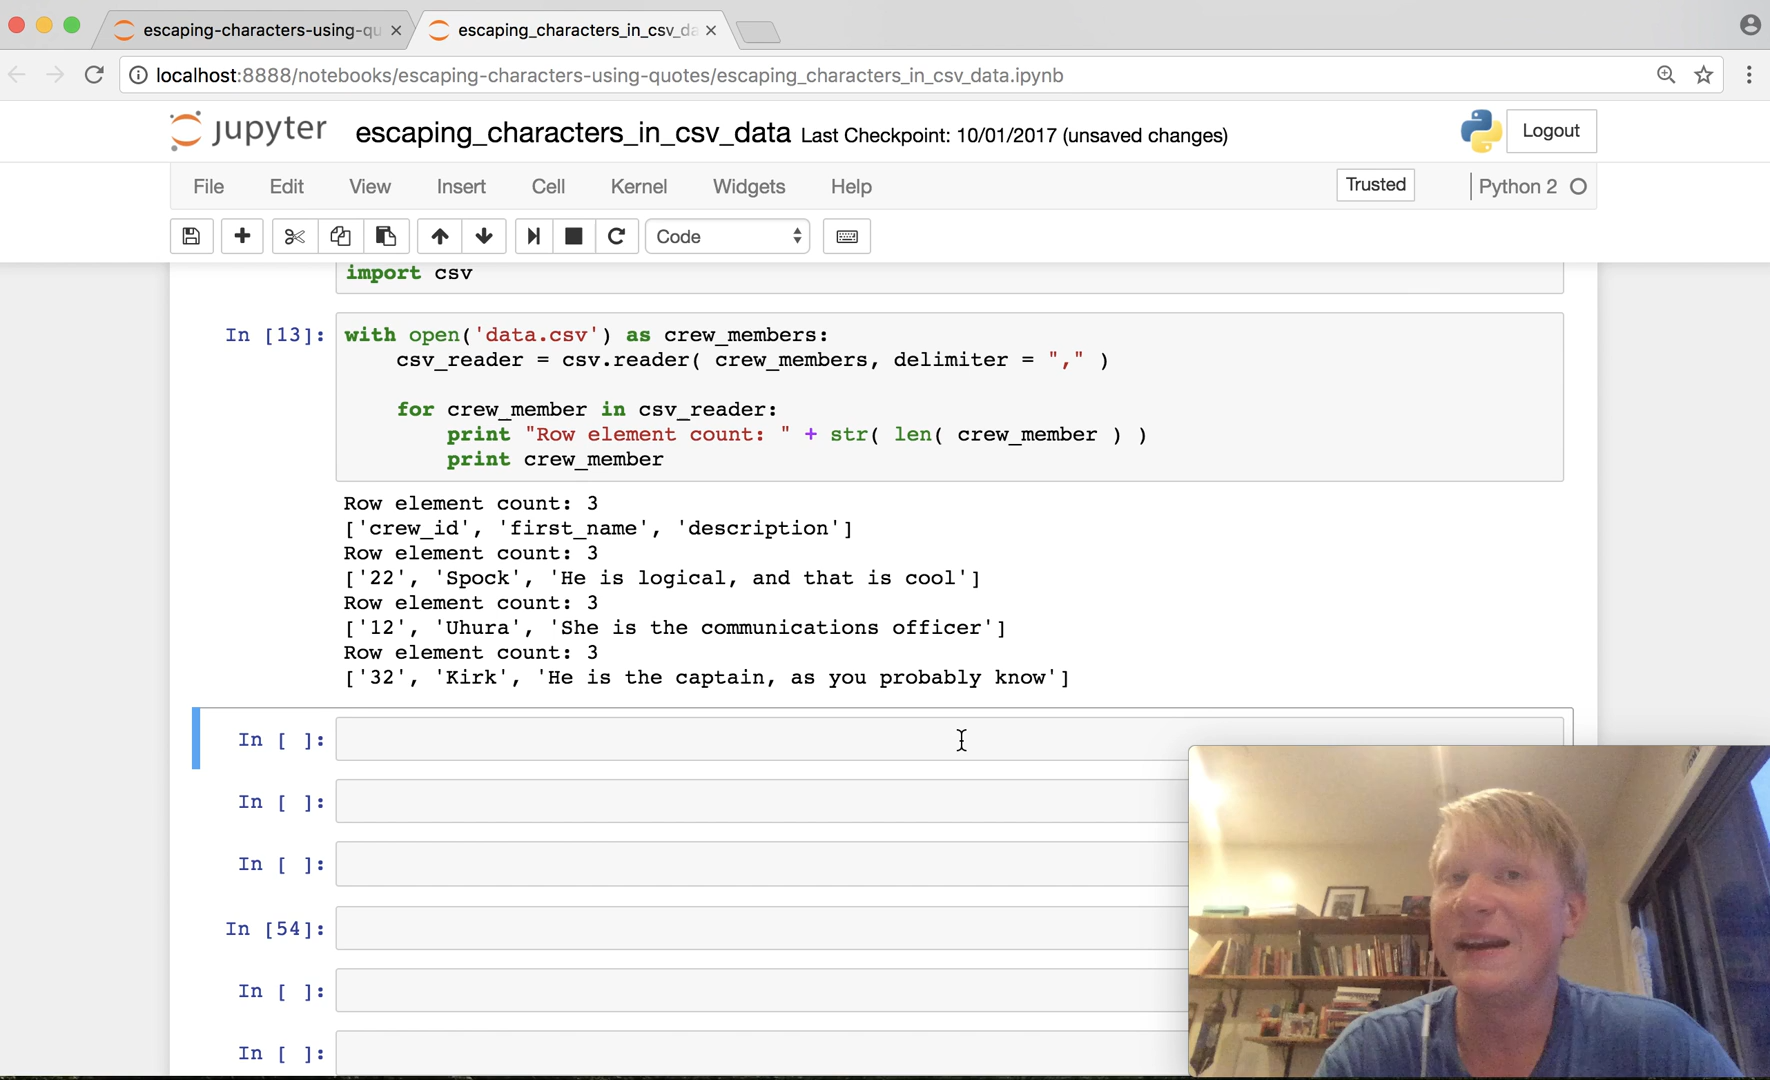 escaping-characters-using-qu
escaping_characters_in_csv_da
localhost:8888/notebooks/escaping-characters-using-quotes/escaping_characters_in_csv_data.ipynb
jupyter escaping_characters_in_csv_data Last Checkpoint: 10/01/2017 (unsaved changes)
Logout
File Edit View Insert Cell Kernel Widgets Help
Trusted
Python 2
Code
import csv
In [13]: with open('data.csv') as crew_members:
csv_reader = csv.reader( crew_members, delimiter = "," )
for crew_member in csv_reader:
print "Row element count: " + str( len( crew_member ) )
print crew_member
Row element count: 3
['crew_id', 'first_name', 'description']
Row element count: 3
['22', 'Spock', 'He is logical, and that is cool']
Row element count: 3
['12', 'Uhura', 'She is the communications officer']
Row element count: 3
['32', 'Kirk', 'He is the captain, as you probably know']
In [ ]:
In [ ]:
In [ ]:
In [54]:
In [ ]:
In [ ]: